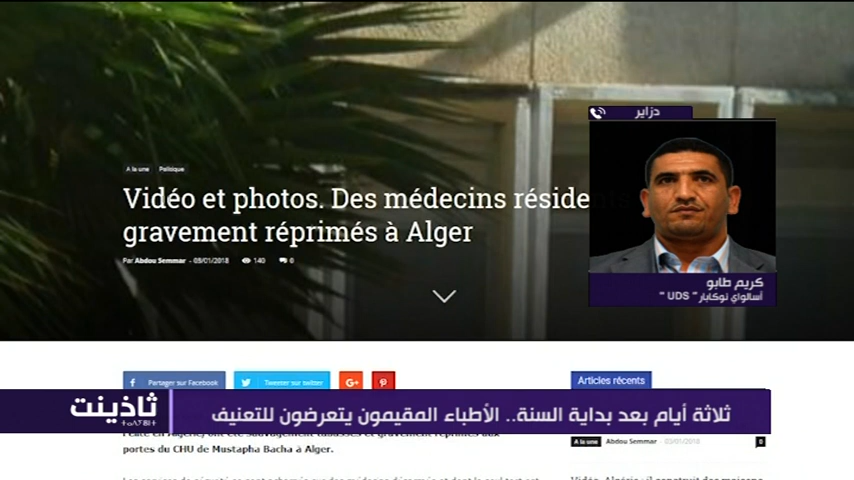 دزاير
A la une Politique
Vidéo et photos. Des médecins résidents
gravement réprimés à Alger
Par Abdou Semmar - 03/01/2018 140 0
كريم طابو
أسالواي نوكابار " UDS "
Partager sur Facebook Tweeter sur twitter
Articles récents
ثلاثة أيام بعد بداية السنة.. الأطباء المقيمون يتعرضون للتعنيف
ثاذينت
A la une Abdou Semmar - 03/01/2018 0
portes du CHU de Mustapha Bacha à Alger.